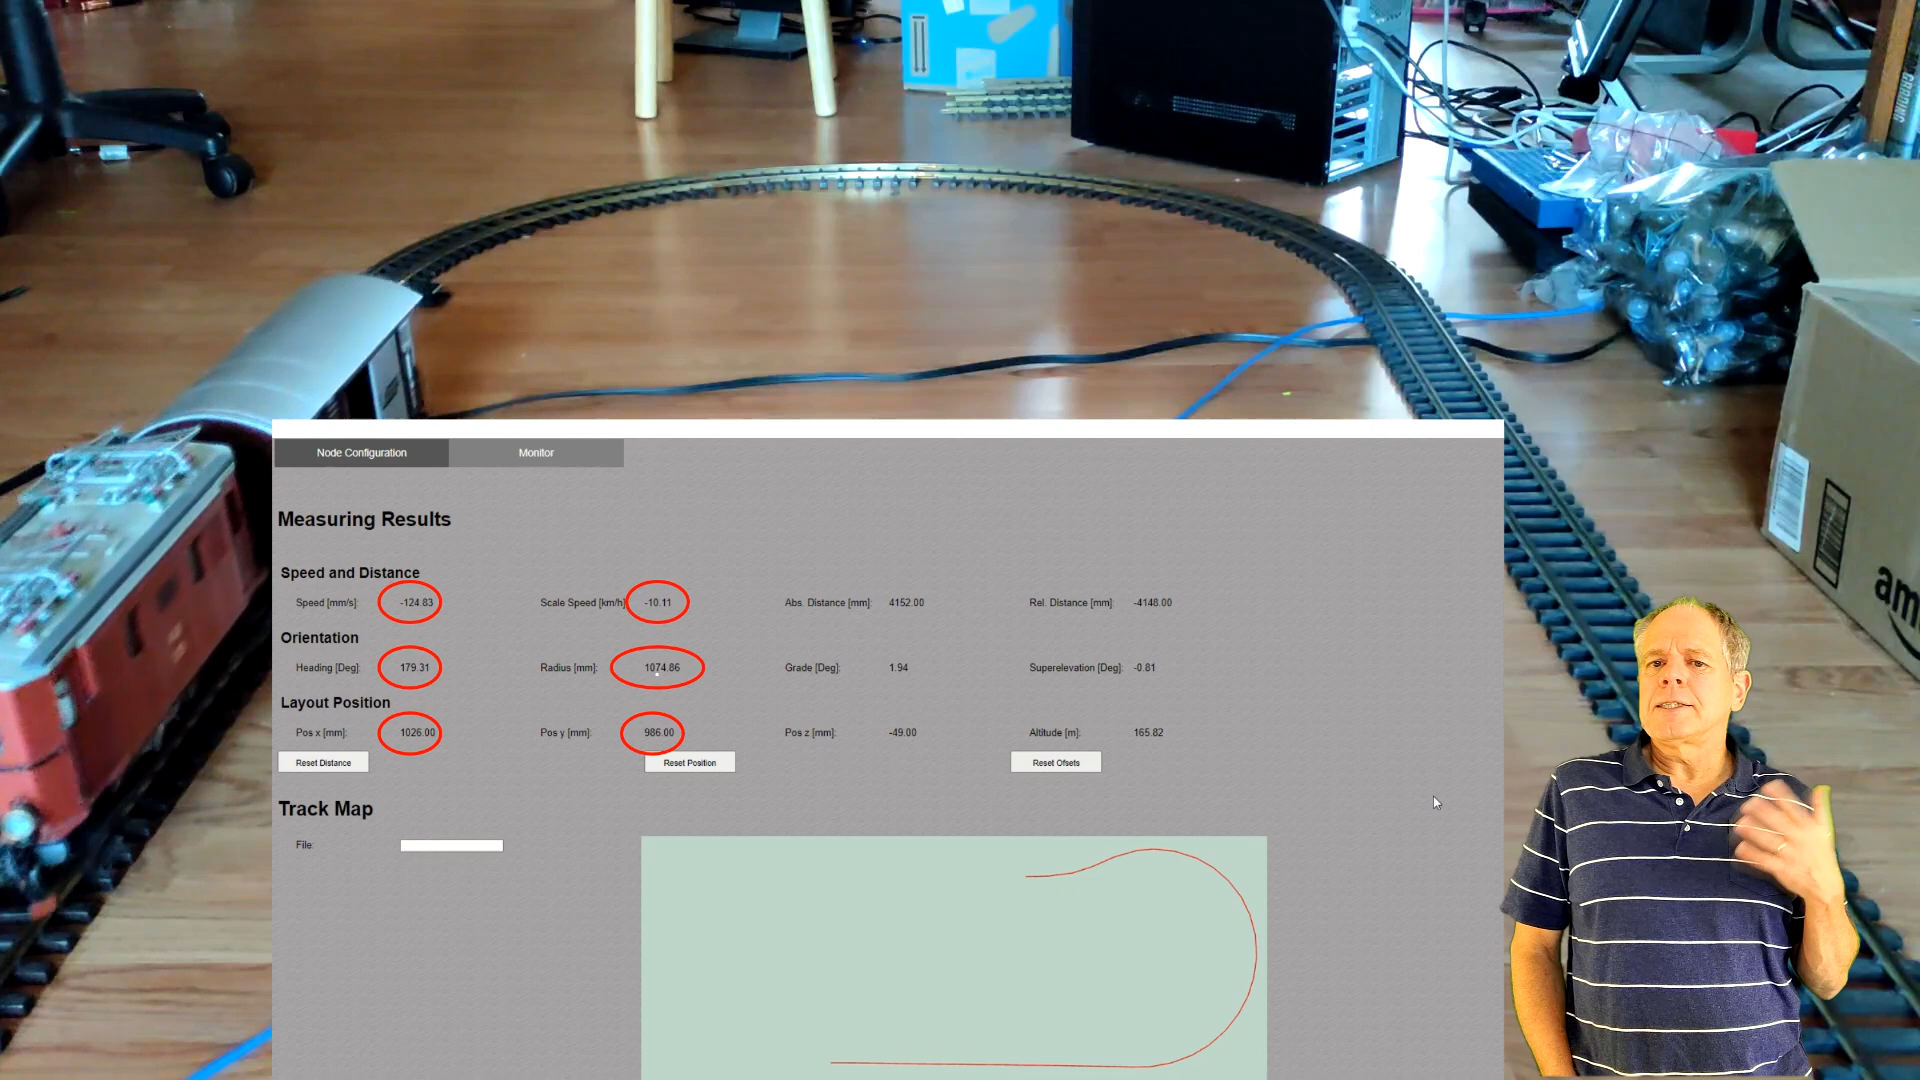 Node Configuration Monitor
Measuring Results
Speed and Distance
Speed [mm/s]: -124.83 Scale Speed [km/h] -10.11 Abs. Distance [mm]: 4152.00 Rel. Distance [mm]: -4148.00
Orientation
Heading [Deg]: 179.31 Radius [mm]: 1074.86 Grade [Deg]: 1.94 Superelevation [Deg]: -0.81
Layout Position
Pos x [mm]: 1026.00 Pos y [mm]: 986.00 Pos z [mm]: -49.00 Altitude [m]: 165.82
Reset Distance Reset Position Reset Ofsets
Track Map
File:
am